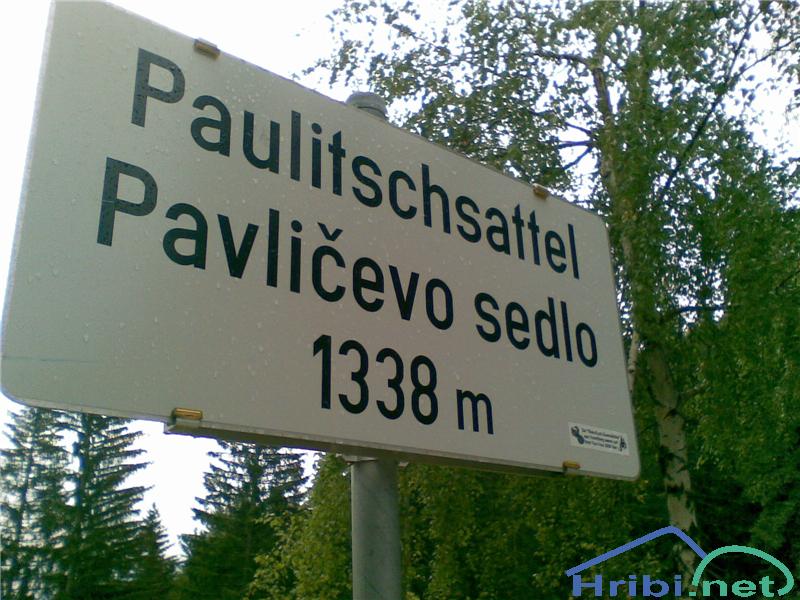 Paulitschsattel
Pavličevo sedlo
1338 m
Hribi.net